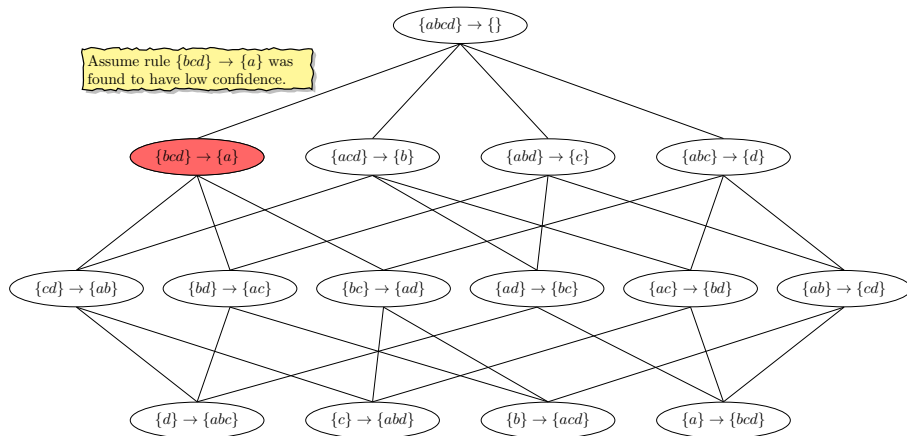 {abcd} → {}
Assume rule {bcd} → {a} was
found to have low confidence.
{bcd} → {a}
{acd} → {b}
{abd} → {c}
{abc} → {d}
{cd} → {ab}
{bd} → {ac}
{bc} → {ad}
{ad} → {bc}
{ac} → {bd}
{ab} → {cd}
{d} → {abc}
{c} → {abd}
{b} → {acd}
{a} → {bcd}